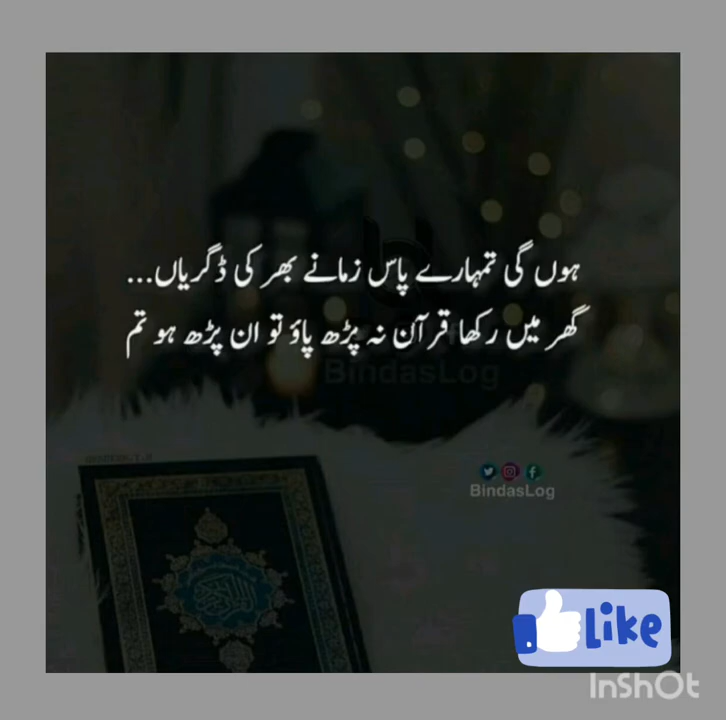 ہوں گی تمہارے پاس زمانے بھر کی ڈگریاں...
گھر میں رکھا قرآن نہ پڑھ پاؤ تو ان پڑھ ہو تم
BindasLog
BindasLog
Like
InShOt